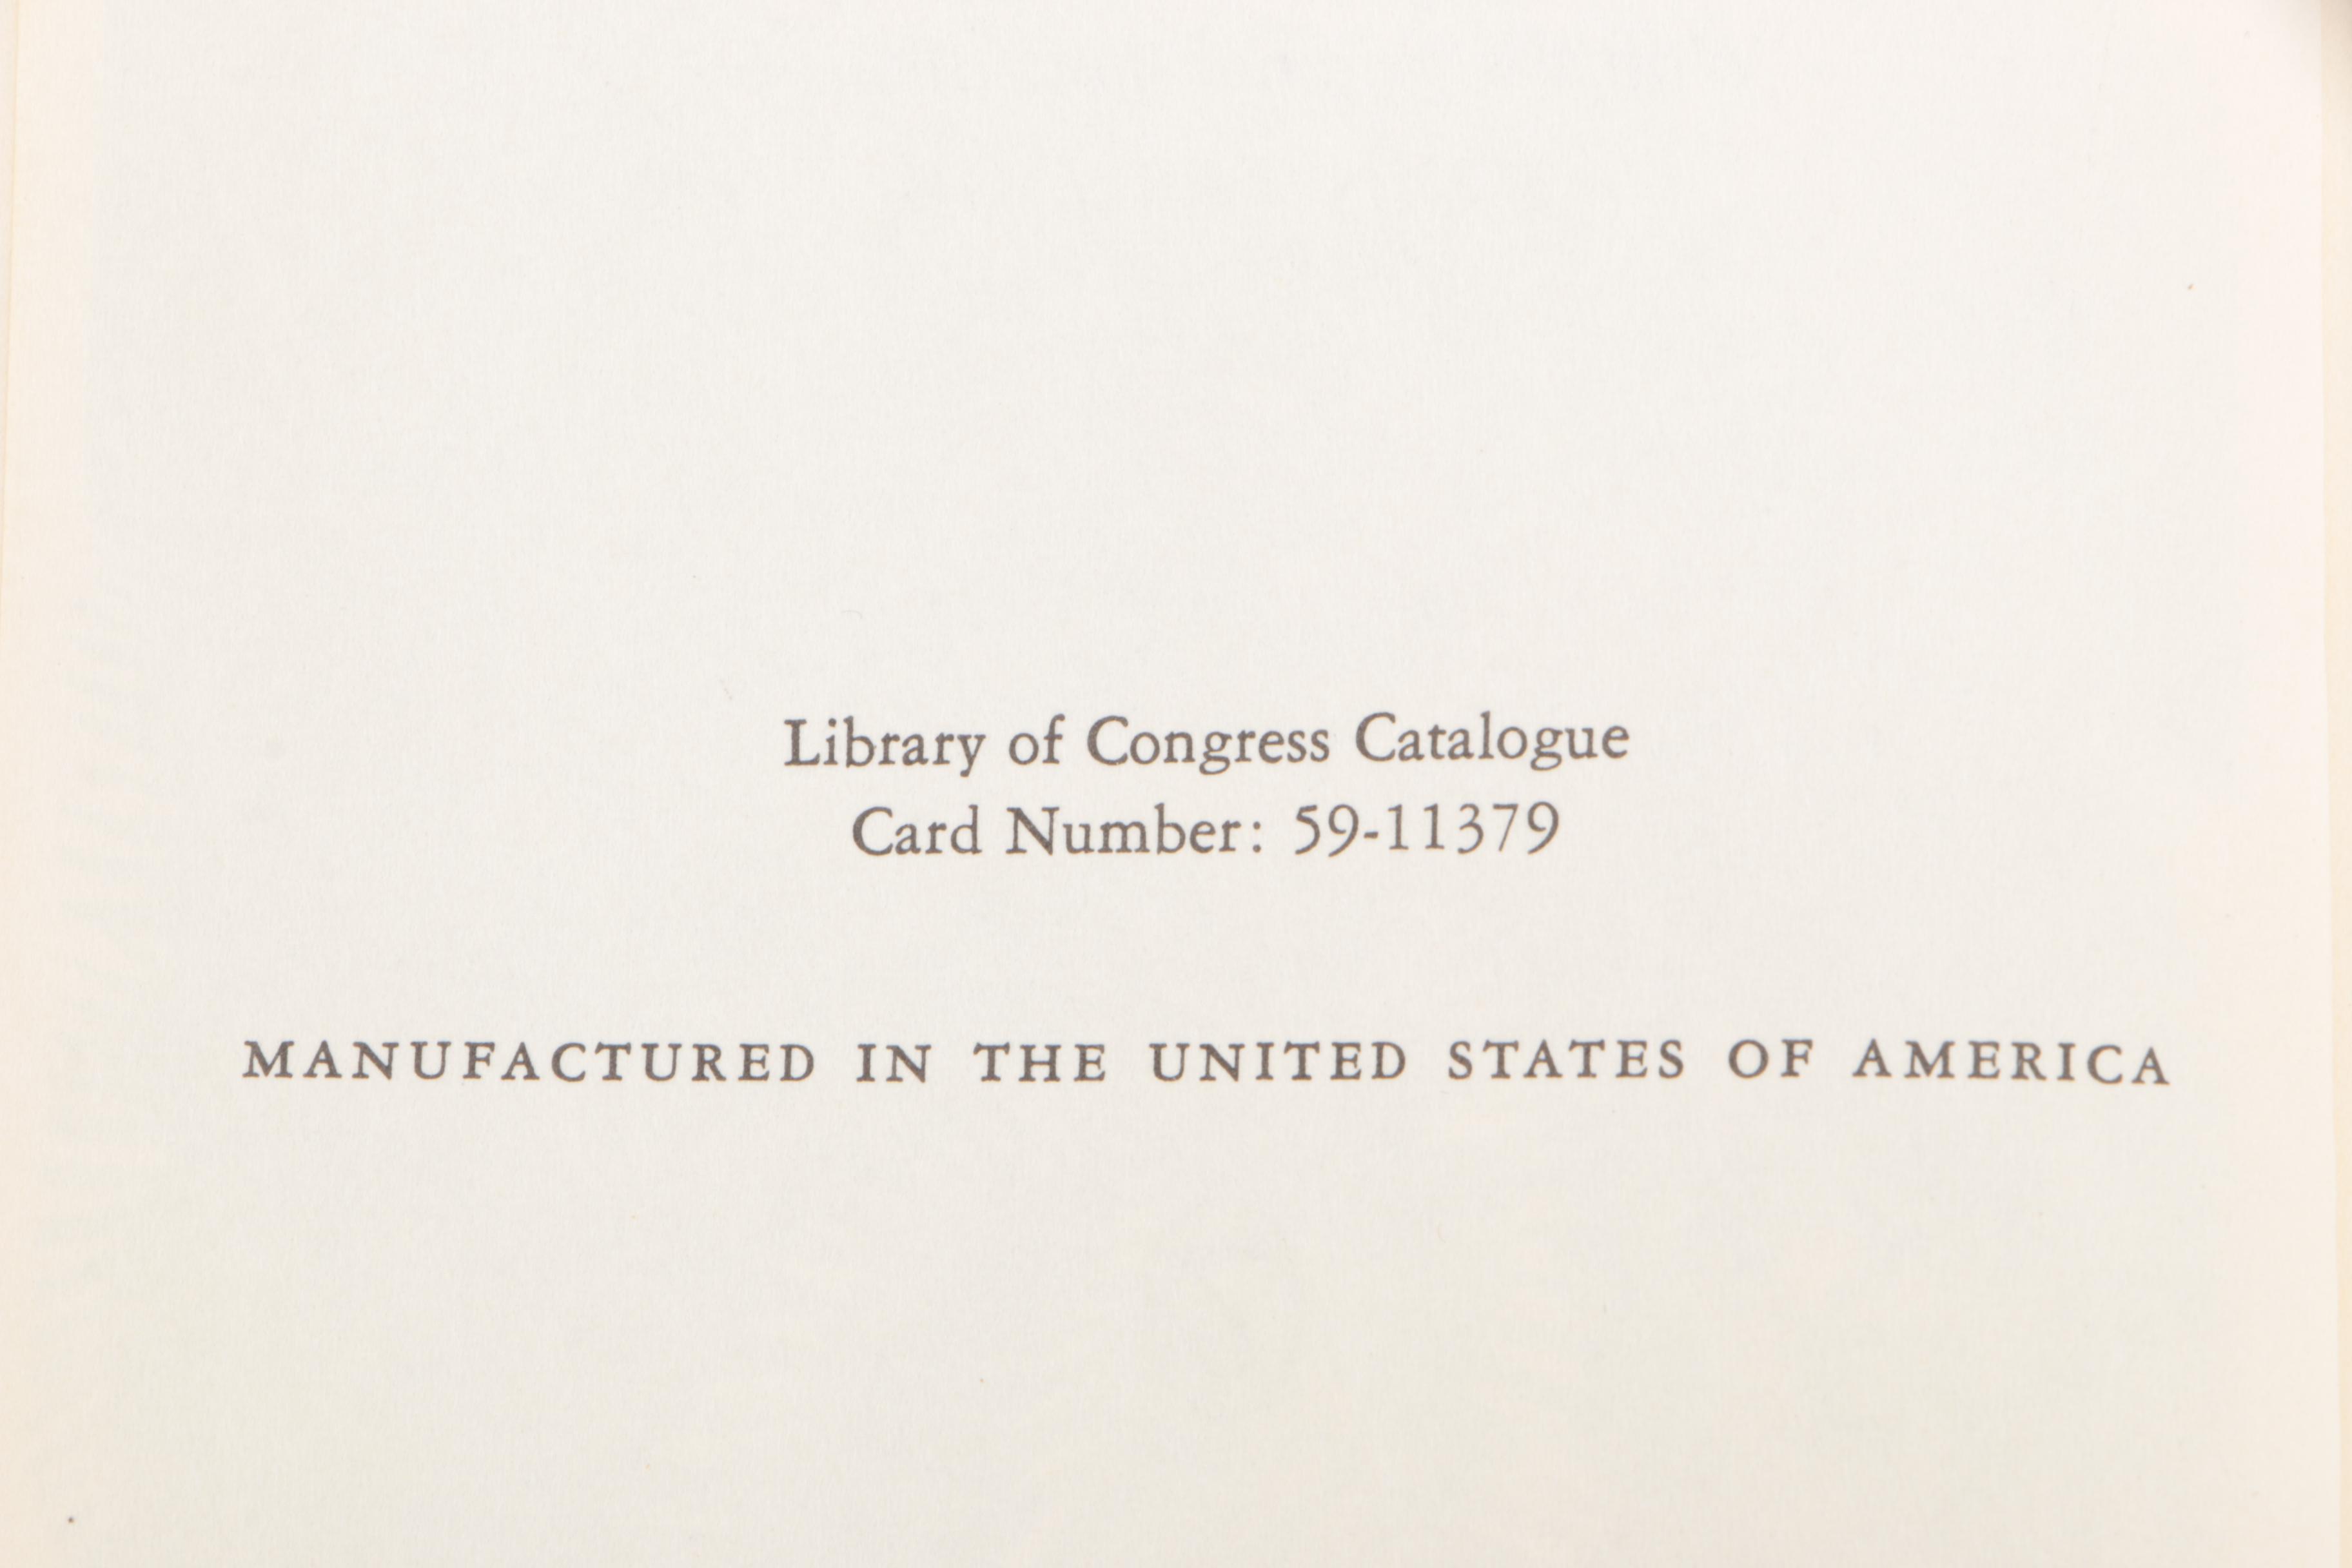 Library of Congress Catalogue
Card Number: 59-11379
MANUFACTURED IN THE UNITED STATES OF AMERICA